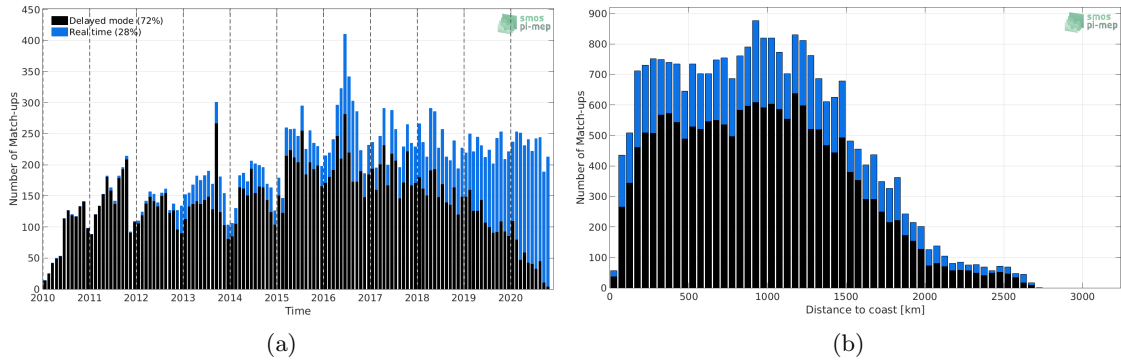 Delayed mode (72%)
Real time (28%)
smos
pi-mep
Number of Match-ups
450
400
350
300
250
200
150
100
50
0
2010 2011 2012 2013 2014 2015 2016 2017 2018 2019 2020
Time
(a)
smos
pi-mep
Number of Match-ups
900
800
700
600
500
400
300
200
100
0
0 500 1000 1500 2000 2500 3000
Distance to coast [km]
(b)